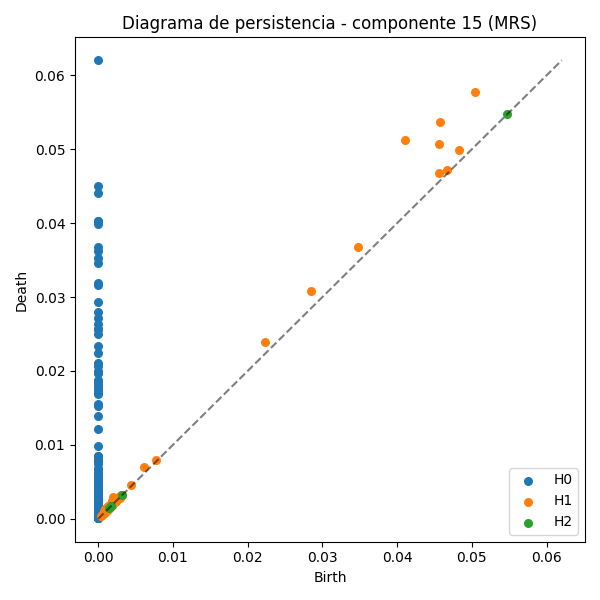 Diagrama de persistencia - componente 15 (MRS)
0.06
0.05
0.04
0.03
0.02
0.01
0.00
Death
0.00 0.01 0.02 0.03 0.04 0.05 0.06
Birth
H0
H1
H2